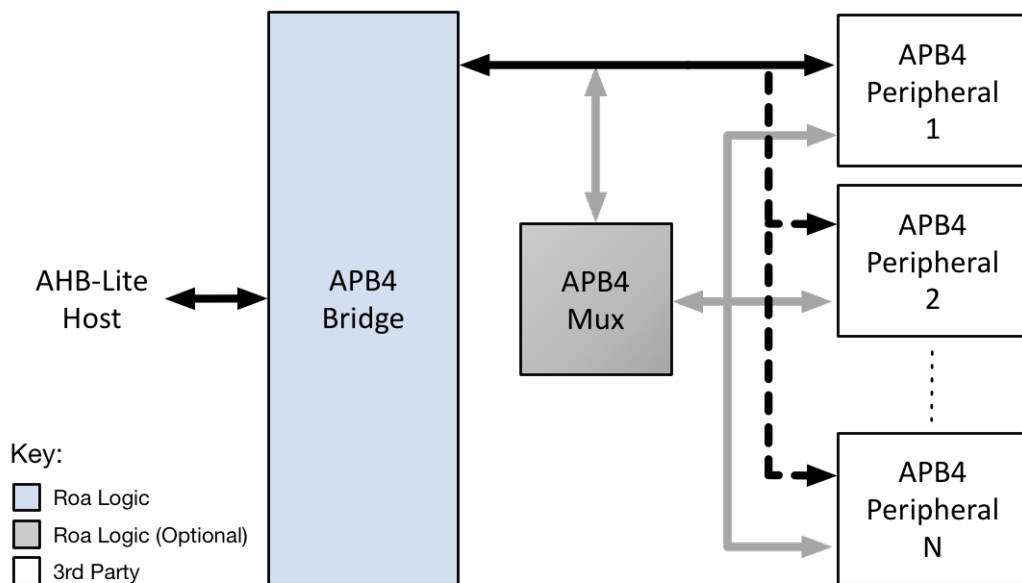 AHB-Lite
Host
APB4
Bridge
APB4
Mux
APB4
Peripheral
1
APB4
Peripheral
2
APB4
Peripheral
N
Key:
Roa Logic
Roa Logic (Optional)
3rd Party